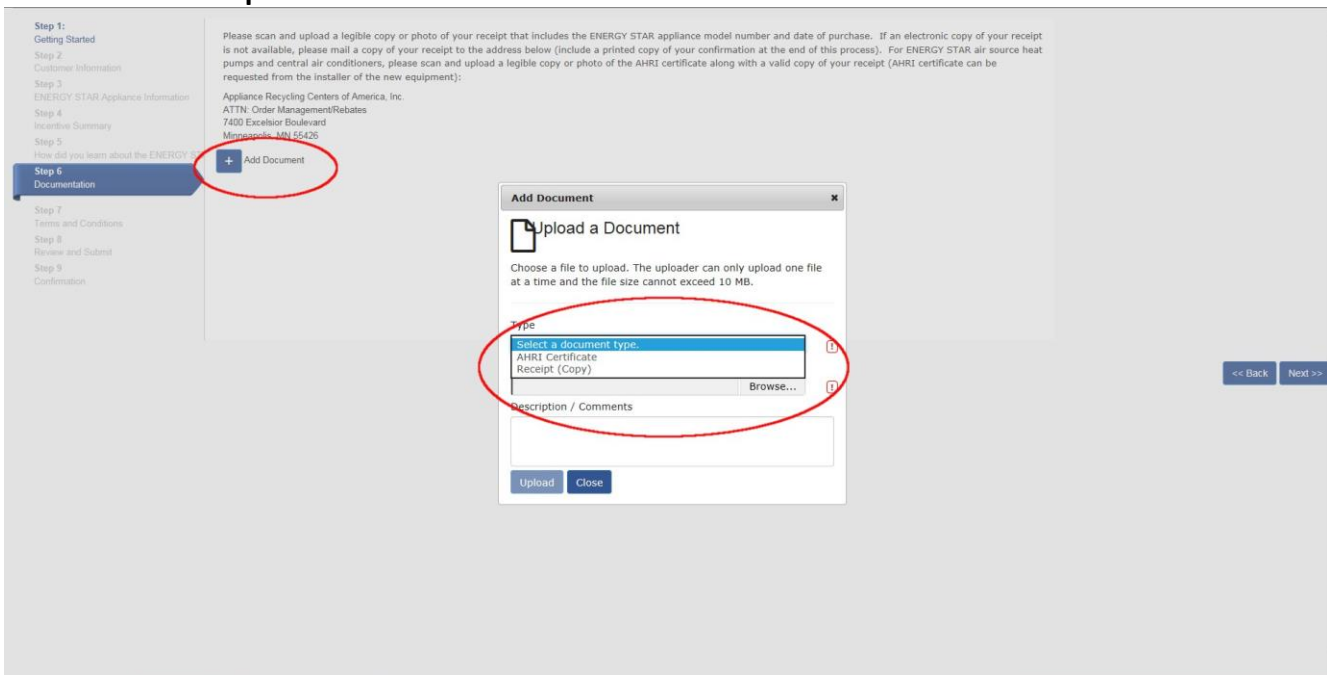 Step 1:
Getting Started
Step 2
Customer Information
Step 3
ENERGY STAR Appliance Information
Step 4
Incentive Summary
Step 5
How did you learn about the ENERGY ST
Step 6
Documentation
Step 7
Terms and Conditions
Step 8
Review and Submit
Step 9
Confirmation
Please scan and upload a legible copy or photo of your receipt that includes the ENERGY STAR appliance model number and date of purchase. If an electronic copy of your receipt
is not available, please mail a copy of your receipt to the address below (include a printed copy of your confirmation at the end of this process). For ENERGY STAR air source heat
pumps and central air conditioners, please scan and upload a legible copy or photo of the AHRI certificate along with a valid copy of your receipt (AHRI certificate can be
requested from the installer of the new equipment):
Appliance Recycling Centers of America, Inc.
ATTN: Order Management/Rebates
7400 Excelsior Boulevard
Minneapolis, MN 55426
+ Add Document
Add Document
Upload a Document
Choose a file to upload. The uploader can only upload one file
at a time and the file size cannot exceed 10 MB.
Type
Select a document type.
AHRI Certificate
Receipt (Copy)
Browse...
Description / Comments
Upload Close
<< Back Next >>